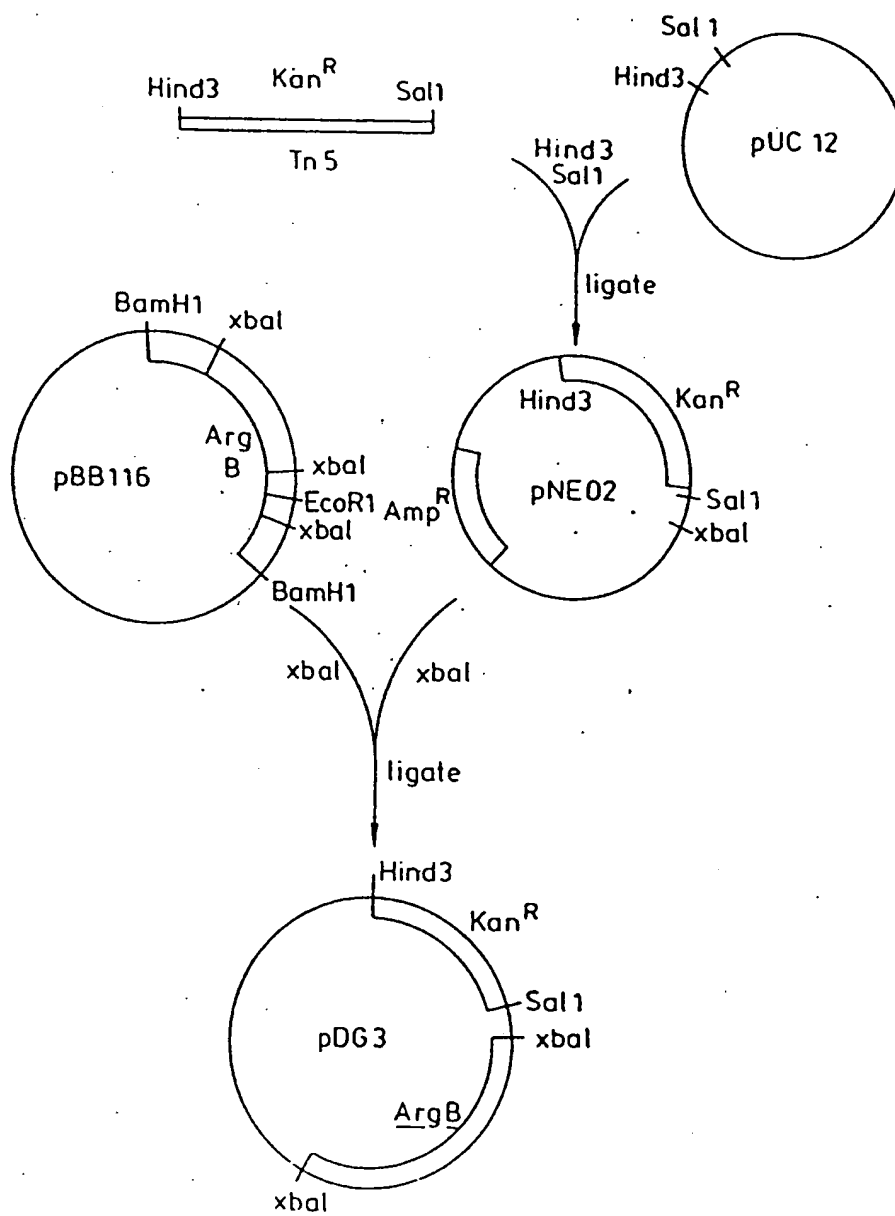 Hind3
Kan^R
Sal1
Tn 5
Sal 1
Hind3
pUC 12
Hind3
Sal1
ligate
BamH1
xbal
Arg
B
pBB116
xbal
EcoR1
xbal
BamH1
Hind3
Kan^R
pNEO2
Amp^R
Sal1
xbal
xbal
xbal
ligate
Hind3
Kan^R
Sal1
xbal
pDG3
ArgB
xbal